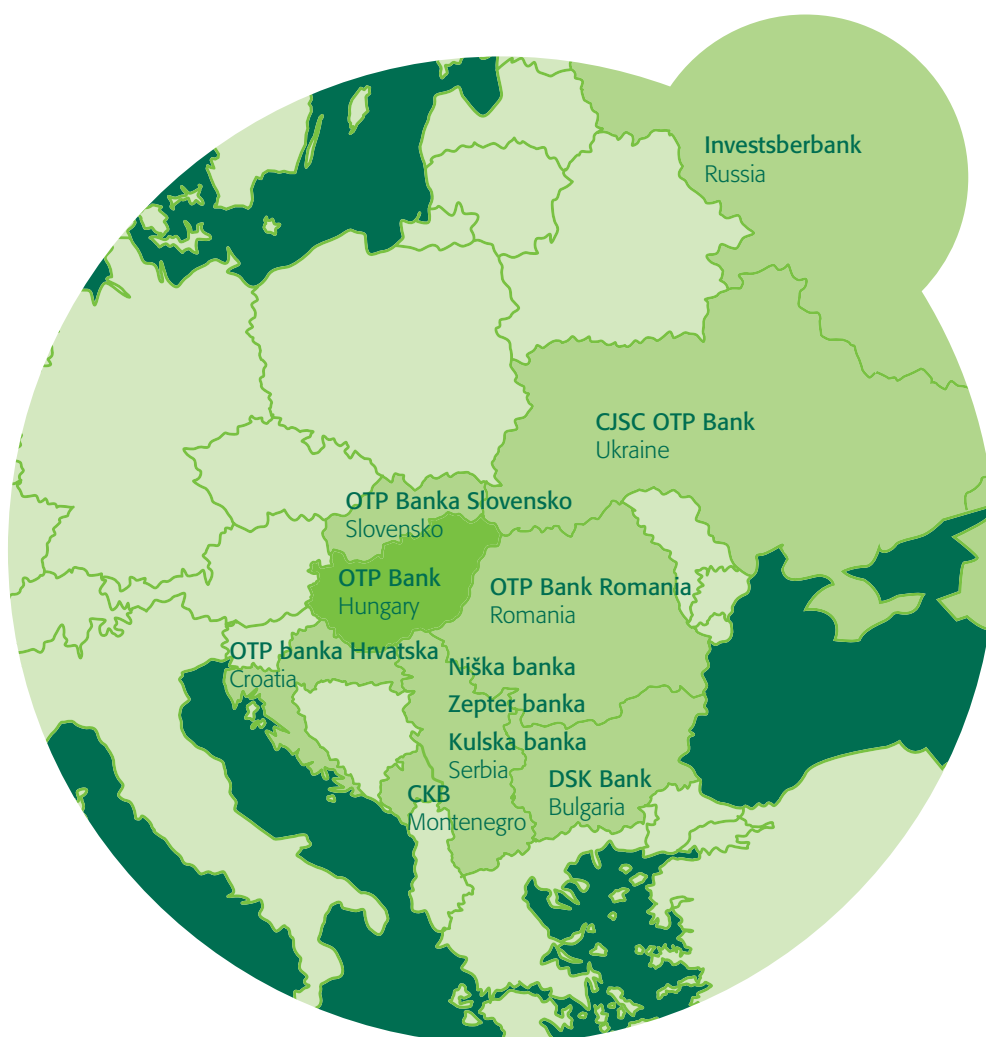 Investsberbank
Russia
CJSC OTP Bank
Ukraine
OTP Banka Slovensko
Slovensko
OTP Bank
Hungary
OTP Bank Romania
Romania
OTP banka Hrvatska
Croatia
Niška banka
Zepter banka
Kulska banka
Serbia
DSK Bank
Bulgaria
CKB
Montenegro